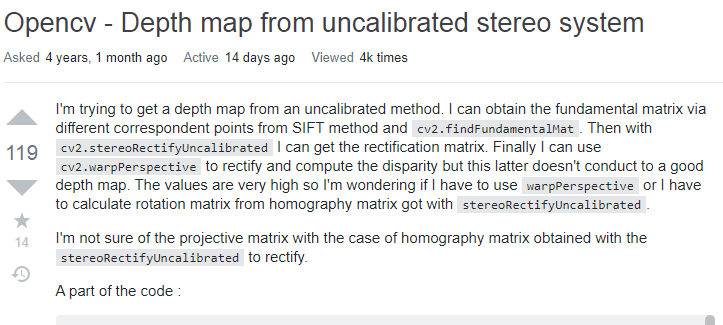 Opencv - Depth map from uncalibrated stereo system
Asked 4 years, 1 month ago Active 14 days ago Viewed 4k times
I'm trying to get a depth map from an uncalibrated method. I can obtain the fundamental matrix via
different correspondent points from SIFT method and cv2.findFundamentalMat. Then with
119
cv2.stereoRectifyUncalibrated I can get the rectification matrix. Finally I can use
cv2.warpPerspective to rectify and compute the disparity but this latter doesn't conduct to a good
depth map. The values are very high so I'm wondering if I have to use warpPerspective or I have
to calculate rotation matrix from homography matrix got with stereoRectifyUncalibrated.
14
I'm not sure of the projective matrix with the case of homography matrix obtained with the
stereoRectifyUncalibrated to rectify.
A part of the code :